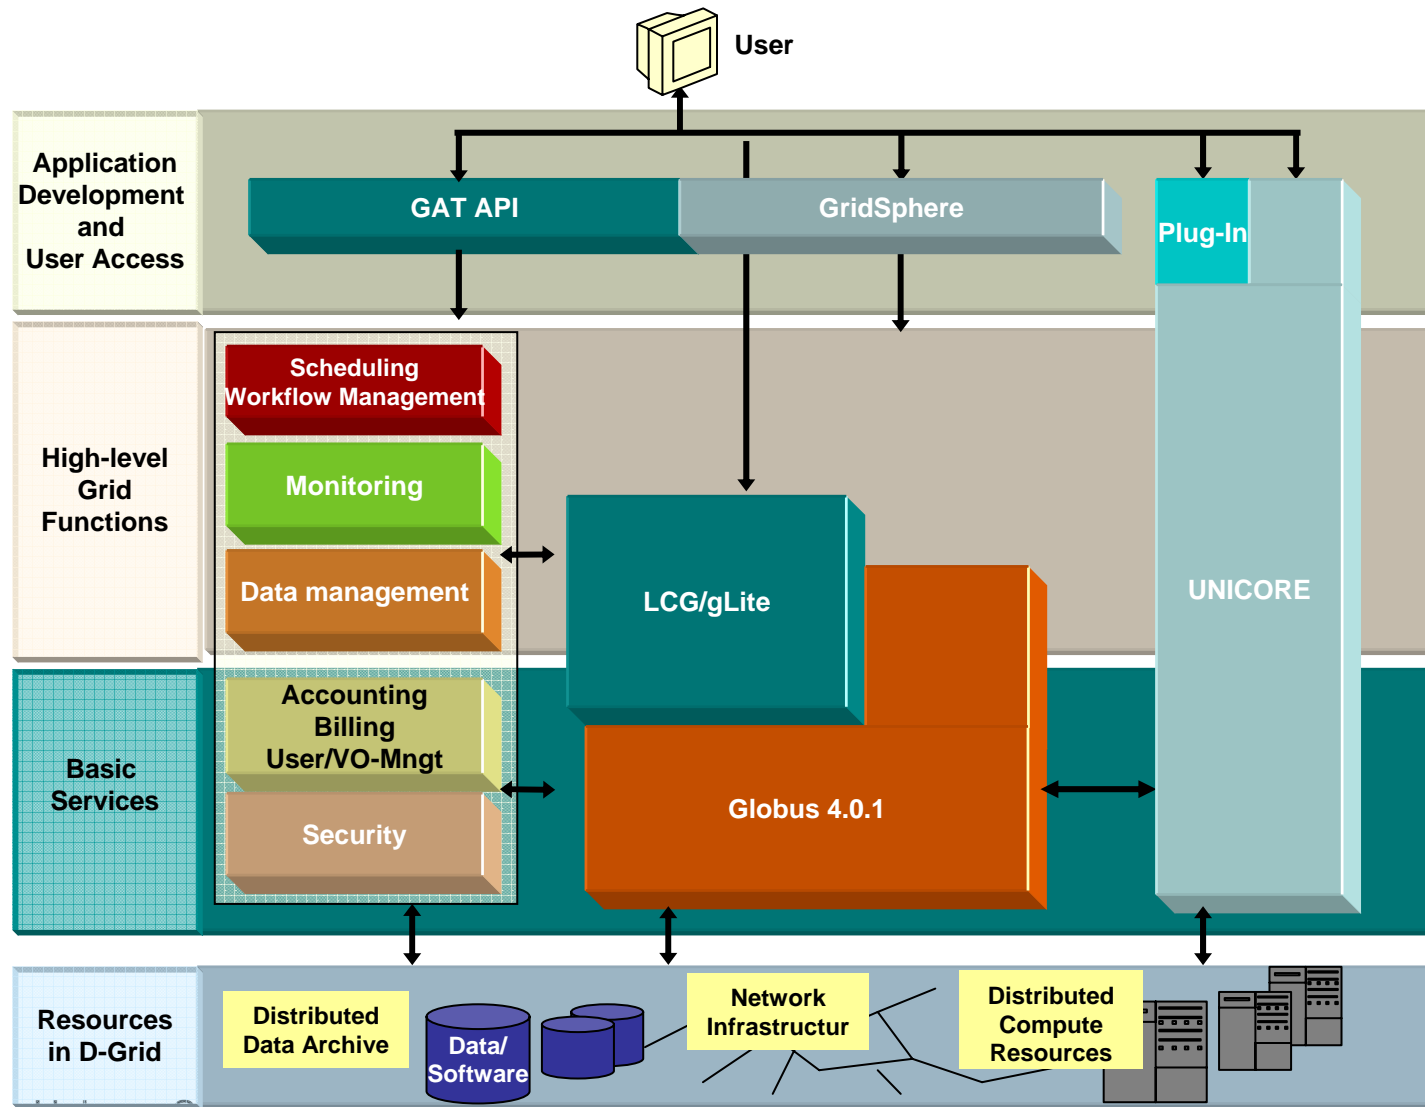 User
Application
Development
and
User Access
GAT API
GridSphere
Plug-In
High-level
Grid
Functions
Scheduling
Workflow Management
Monitoring
Data management
LCG/gLite
UNICORE
Basic
Services
Accounting
Billing
User/VO-Mngt
Security
Globus 4.0.1
Resources
in D-Grid
Distributed
Data Archive
Data/
Software
Network
Infrastructur
Distributed
Compute
Resources